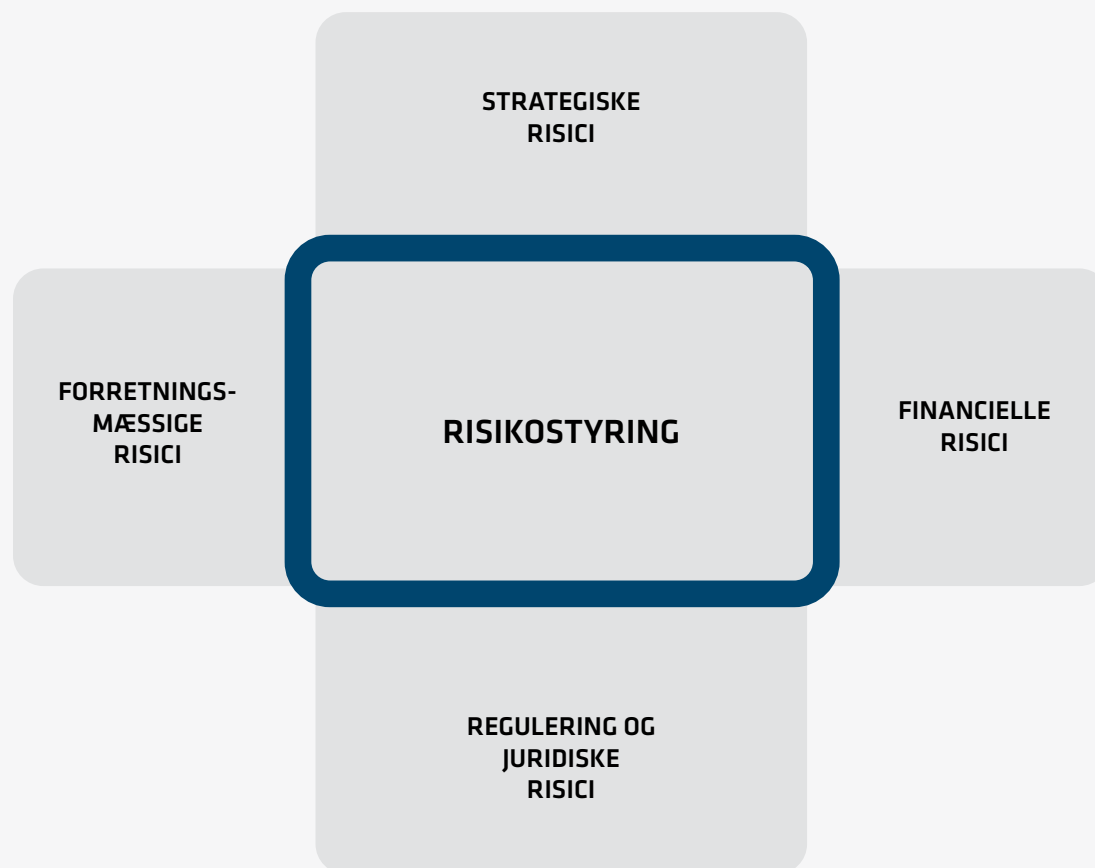 STRATEGISKE
RISICI
FORRETNINGS-
MÆSSIGE
RISICI
RISIKOSTYRING
FINANCIELLE
RISICI
REGULERING OG
JURIDISKE
RISICI